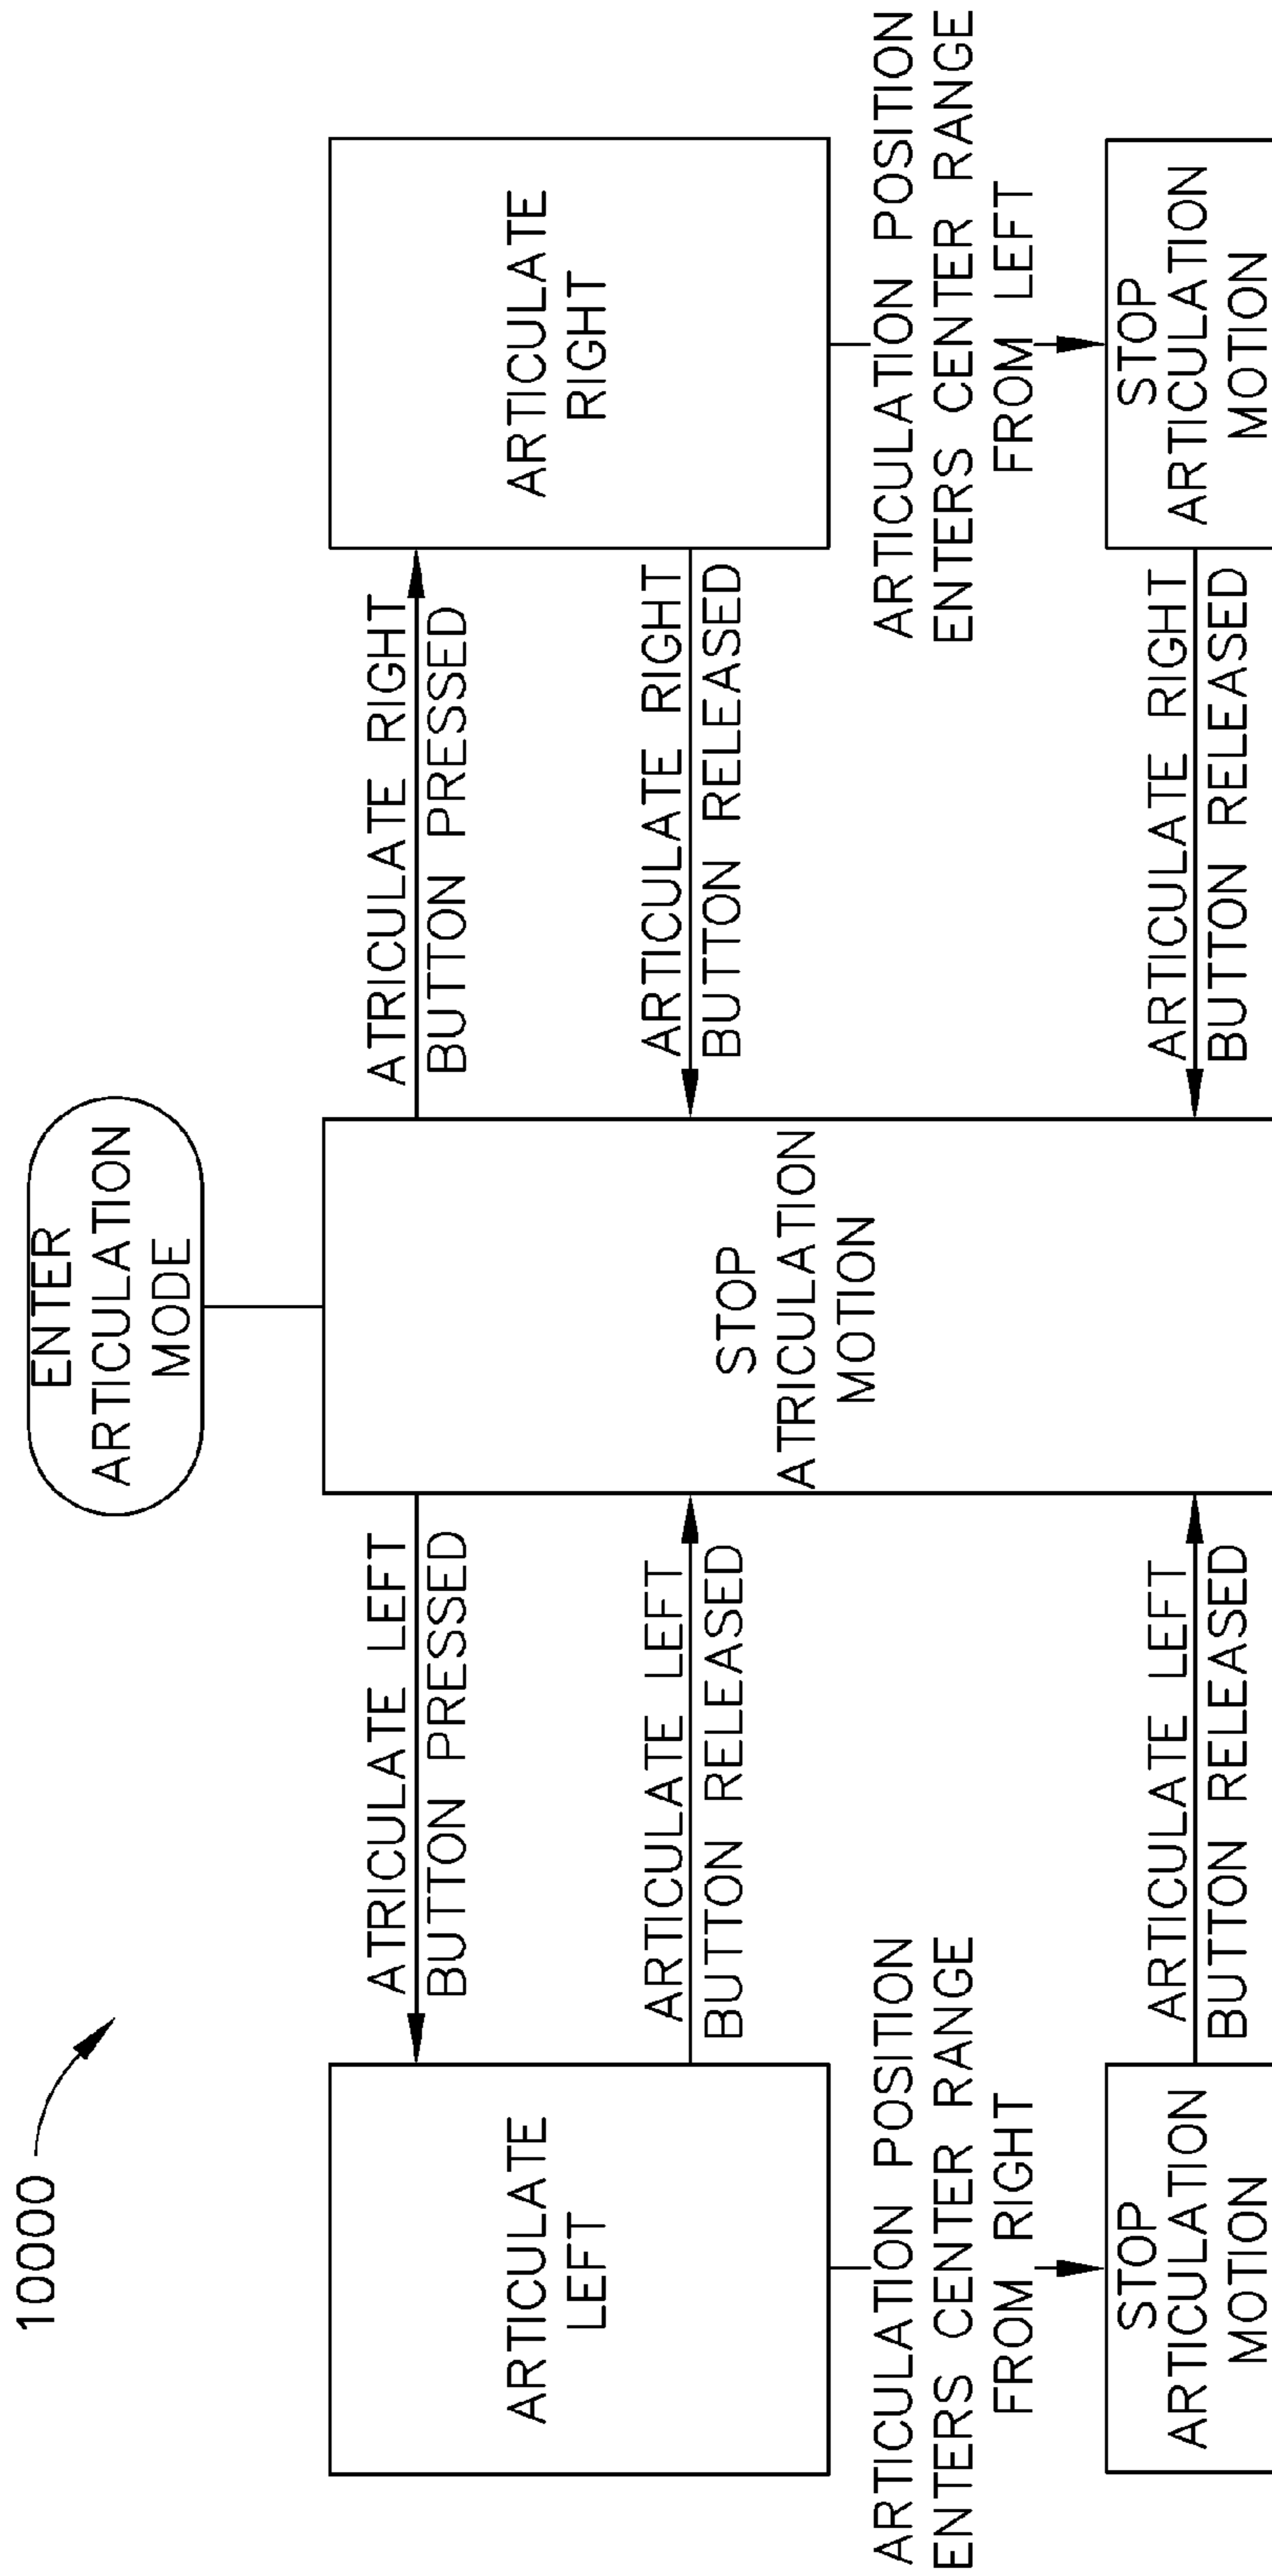 10000
ENTER
ARTICULATION
MODE
ATRICULATE LEFT
BUTTON PRESSED
ATRICULATE RIGHT
BUTTON PRESSED
ARTICULATE
LEFT
ARTICULATE LEFT
BUTTON RELEASED
STOP
ATRICULATION
MOTION
ARTICULATE RIGHT
BUTTON RELEASED
ARTICULATE
RIGHT
ARTICULATION POSITION
ENTERS CENTER RANGE
FROM RIGHT
ARTICULATION POSITION
ENTERS CENTER RANGE
FROM LEFT
STOP
ARTICULATION
MOTION
ARTICULATE LEFT
BUTTON RELEASED
ARTICULATE RIGHT
BUTTON RELEASED
STOP
ARTICULATION
MOTION